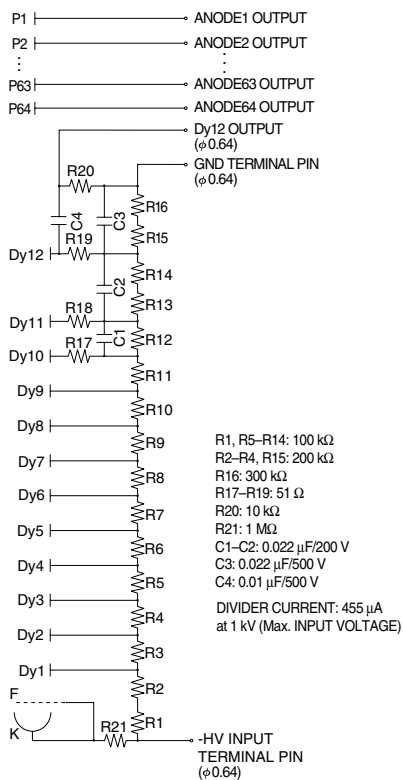 P1 ANODE1 OUTPUT
P2 ANODE2 OUTPUT
⋮ ⋮
P63 ANODE63 OUTPUT
P64 ANODE64 OUTPUT
Dy12 OUTPUT
(φ0.64)
GND TERMINAL PIN
(φ0.64)
R20
R16
C4
C3
R15
R19
Dy12
R14
C2
R13
R18
Dy11
C1
R12
R17
Dy10
R11
Dy9
R10
Dy8
R9
Dy7
R8
Dy6
R7
Dy5
R6
Dy4
R5
Dy3
R4
Dy2
R3
Dy1
R2
F
K
R1
R21
-HV INPUT
TERMINAL PIN
(φ0.64)
R1, R5–R14: 100 kΩ
R2–R4, R15: 200 kΩ
R16: 300 kΩ
R17–R19: 51 Ω
R20: 10 kΩ
R21: 1 MΩ
C1–C2: 0.022 µF/200 V
C3: 0.022 µF/500 V
C4: 0.01 µF/500 V
DIVIDER CURRENT: 455 µA
at 1 kV (Max. INPUT VOLTAGE)